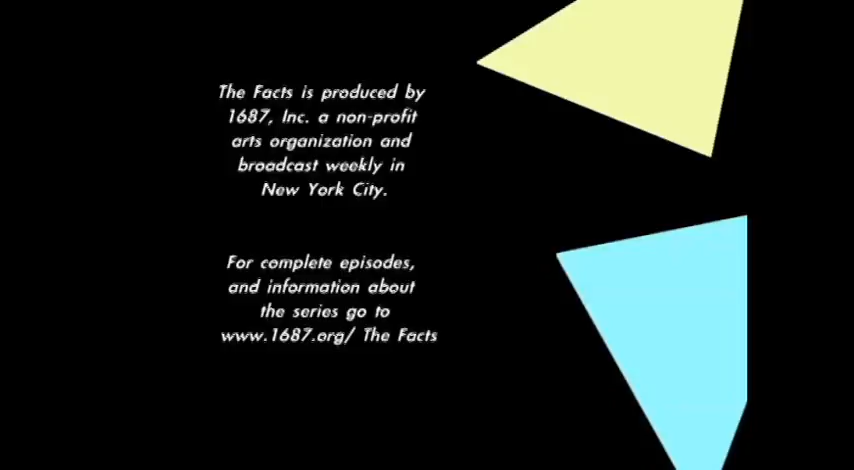 The Facts is produced by
1687, Inc. a non-profit
arts organization and
broadcast weekly in
New York City.
For complete episodes,
and information about
the series go to
www.1687.org/ The Facts